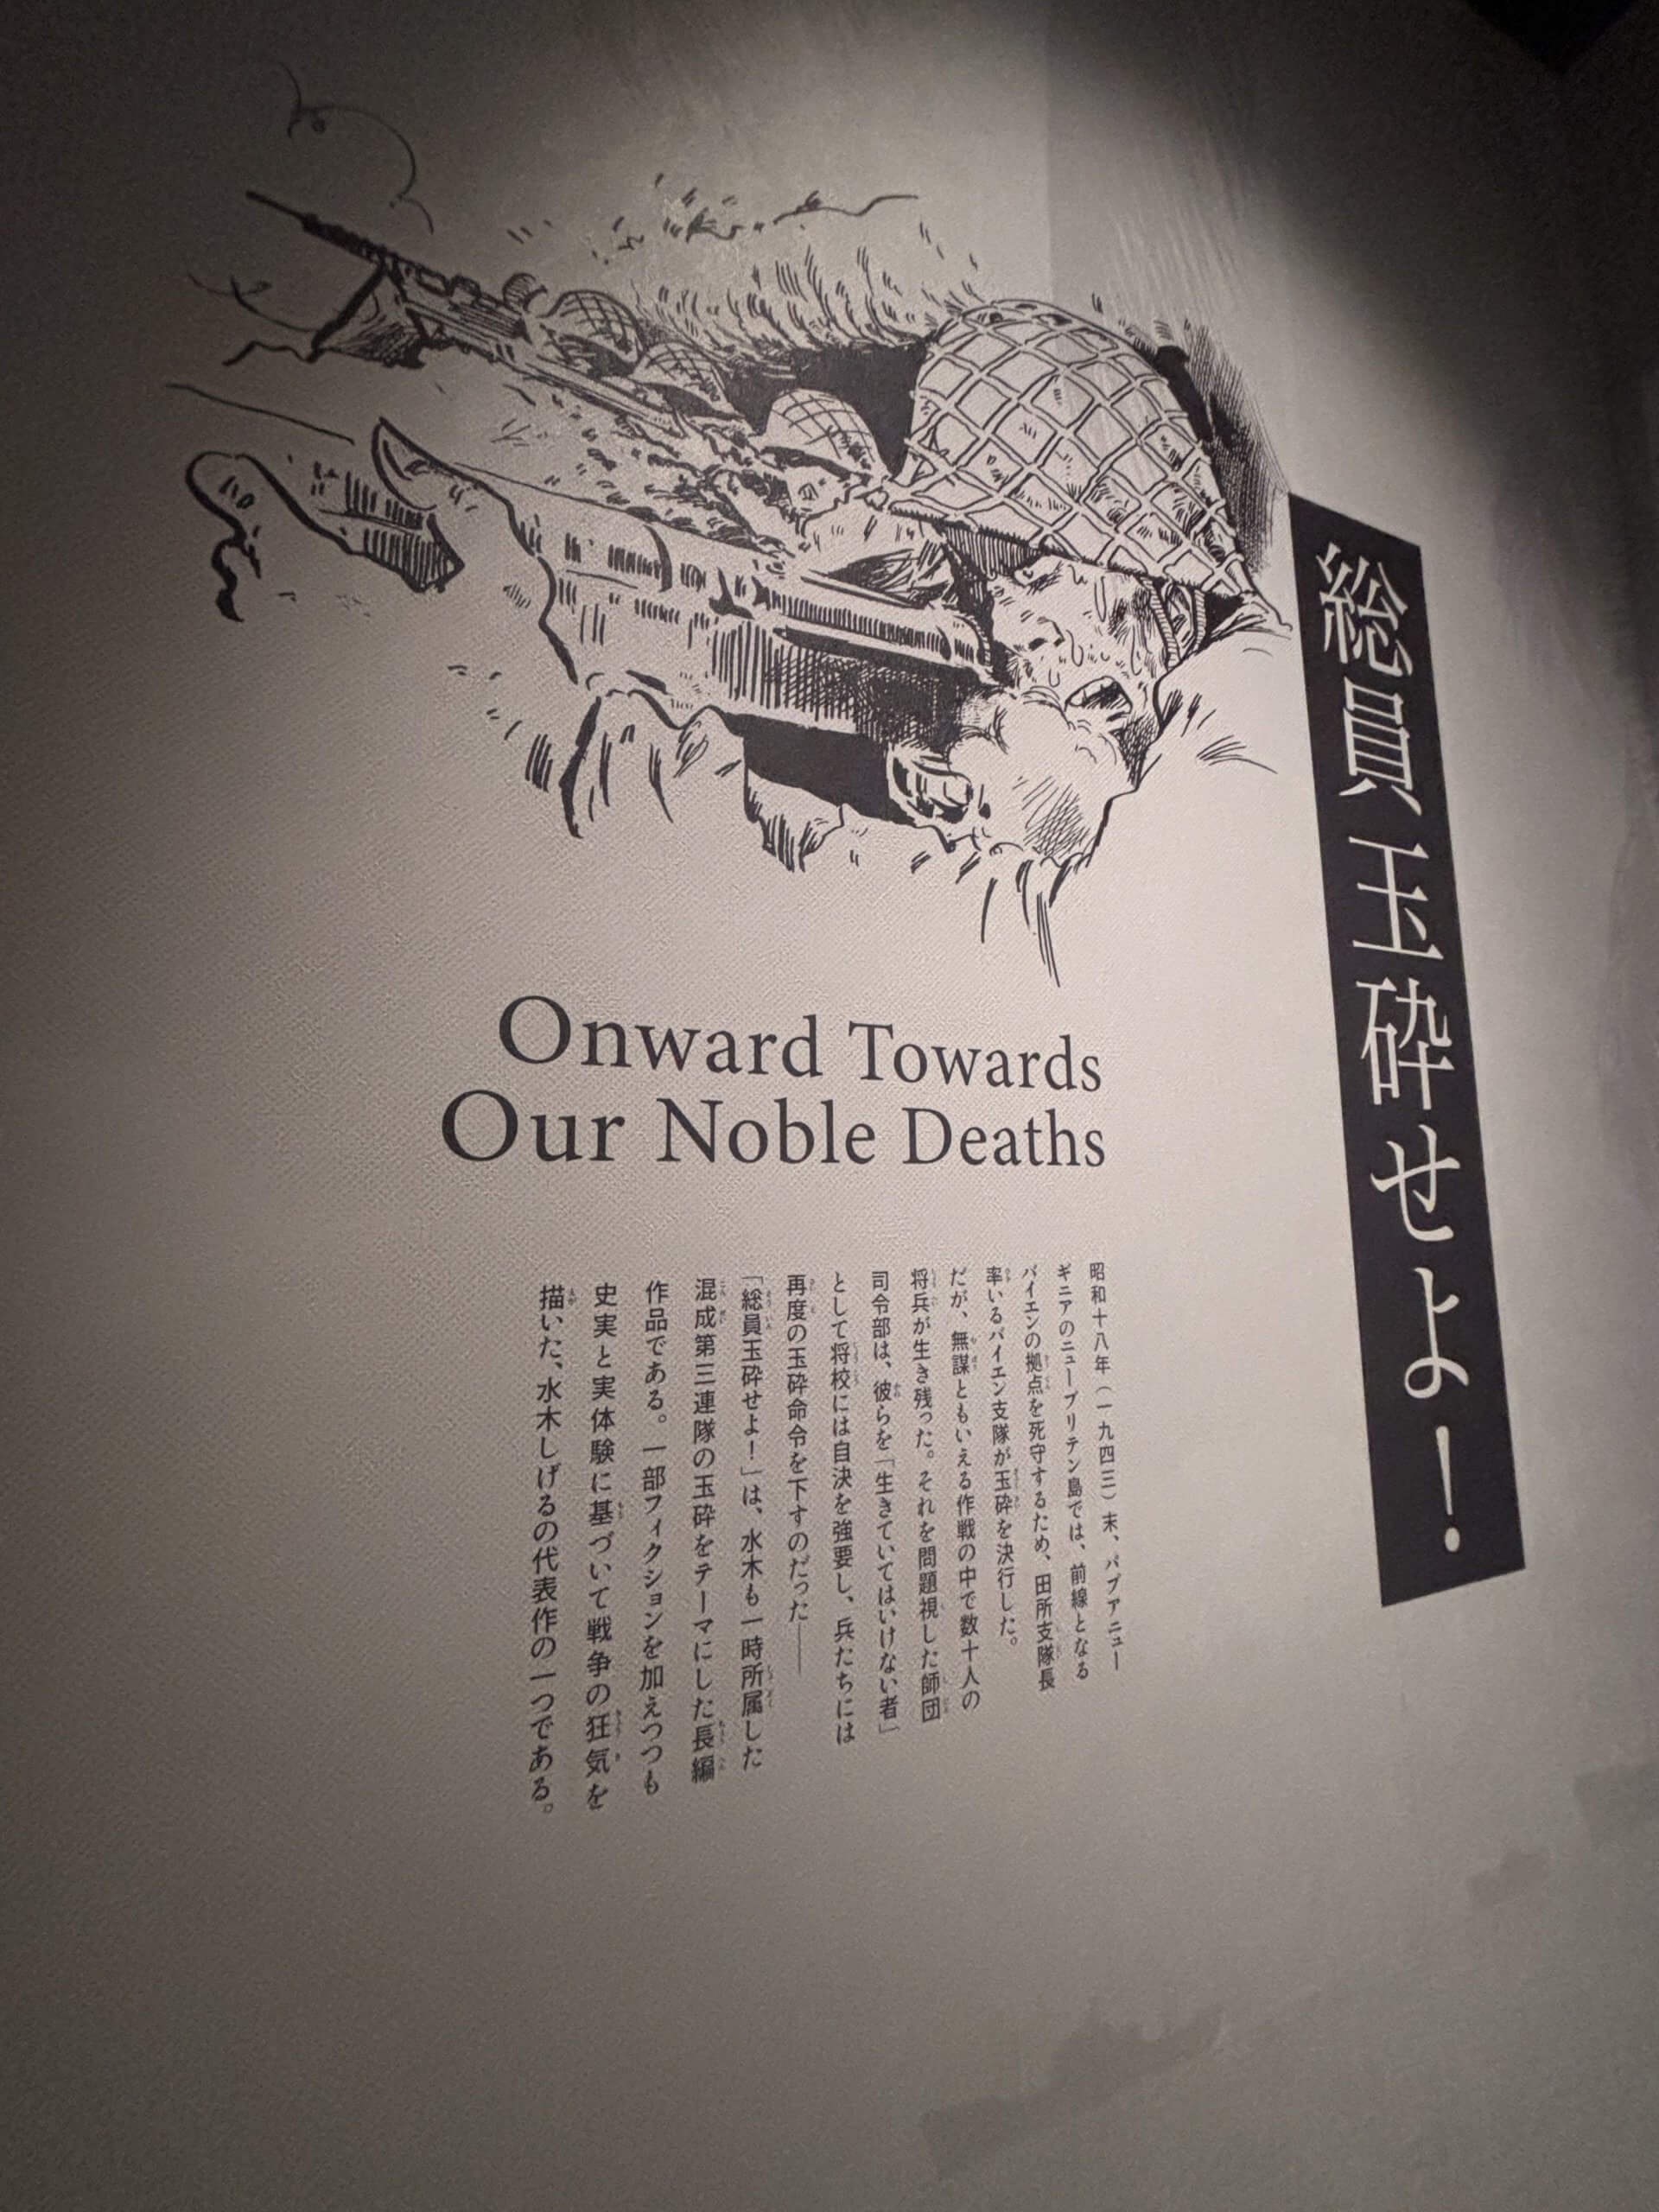 総員玉砕せよ!
Onward Towards
Our Noble Deaths
昭和十八年(一九四三)末、パプアニュー
ギニアのニューブリテン島では、前線となる
バイエンの拠点を死守するため、田所支隊長
率いるバイエン支隊が玉砕を決行した。
だが、無謀ともいえる作戦の中で数十人の
将兵が生き残った。それを問題視した師団
司令部は、彼らを「生きていてはいけない者」
として将校には自決を強要し、兵たちには
再度の玉砕命令を下すのだった――
「総員玉砕せよ!」は、水木も一時所属した
混成第三連隊の玉砕をテーマにした長編
作品である。一部フィクションを加えつつも
史実と実体験に基づいて戦争の狂気を
描いた、水木しげるの代表作の一つである。